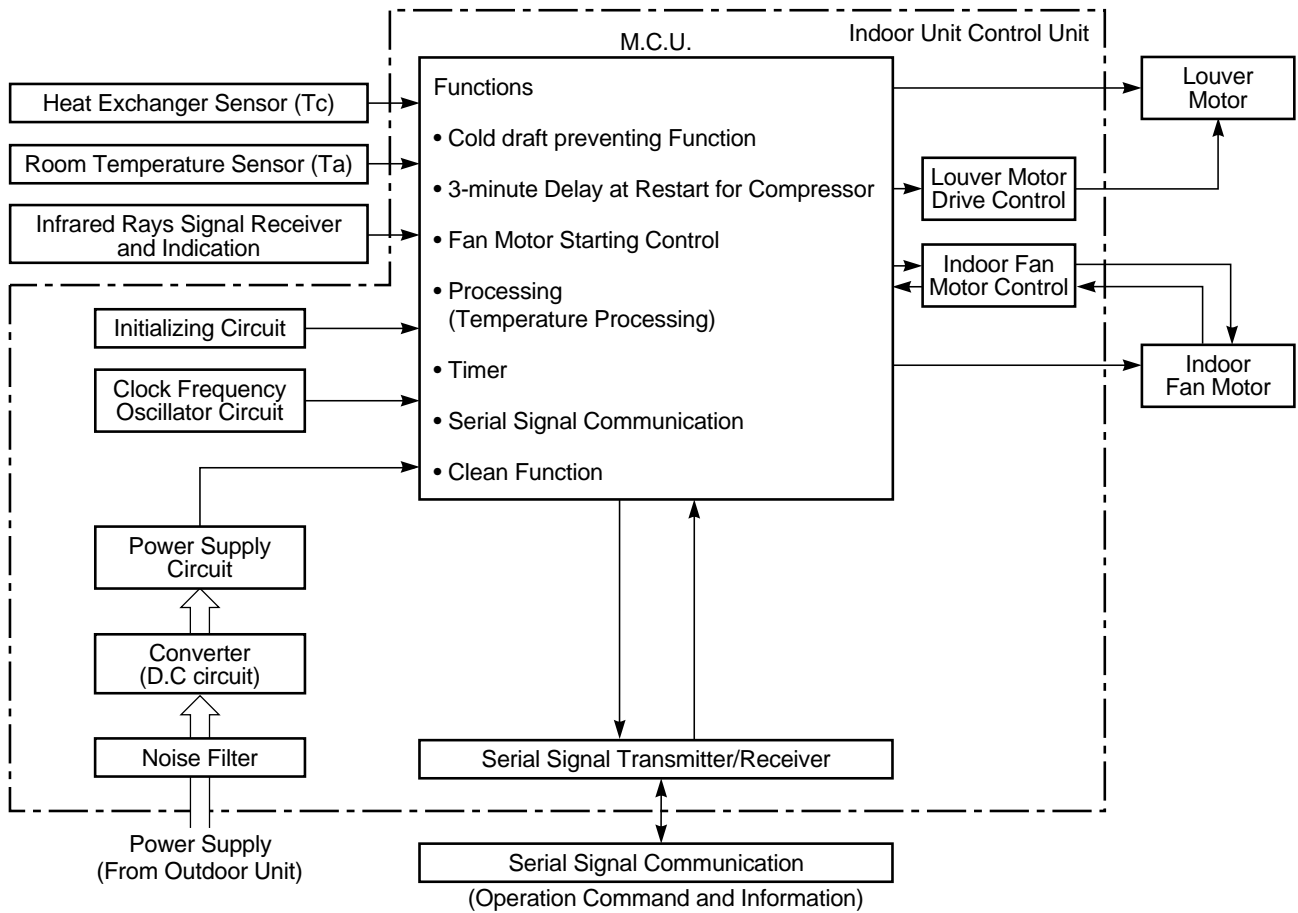 Indoor Unit Control Unit
M.C.U.
Heat Exchanger Sensor (Tc)
Room Temperature Sensor (Ta)
Infrared Rays Signal Receiver
and Indication
Initializing Circuit
Clock Frequency
Oscillator Circuit
Power Supply
Circuit
Converter
(D.C circuit)
Noise Filter
Power Supply
(From Outdoor Unit)
Functions
• Cold draft preventing Function
• 3-minute Delay at Restart for Compressor
• Fan Motor Starting Control
• Processing
(Temperature Processing)
• Timer
• Serial Signal Communication
• Clean Function
Louver
Motor
Louver Motor
Drive Control
Indoor Fan
Motor Control
Indoor
Fan Motor
Serial Signal Transmitter/Receiver
Serial Signal Communication
(Operation Command and Information)